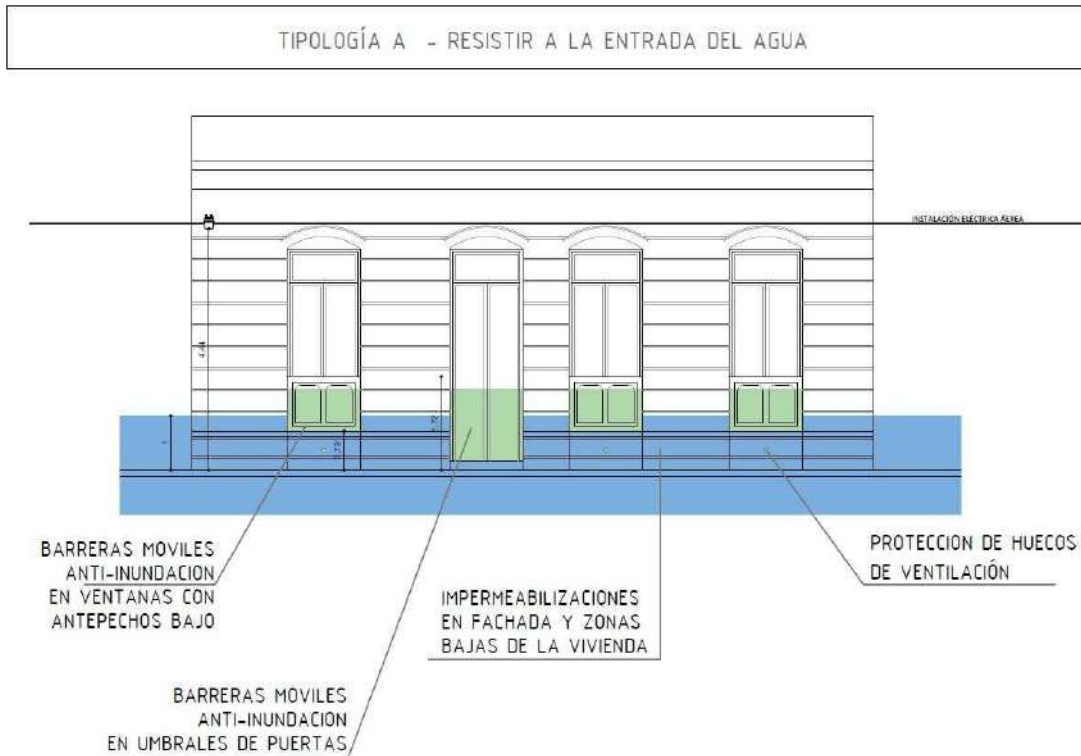 TIPOLOGÍA A - RESISTIR A LA ENTRADA DEL AGUA
INSTALACIÓN ELÉCTRICA AEREA
1
BARRERAS MOVILES
ANTI-INUNDACION
EN VENTANAS CON
ANTEPECHOS BAJO
BARRERAS MOVILES
ANTI-INUNDACION
EN UMBRALES DE PUERTAS
IMPERMEABILIZACIONES
EN FACHADA Y ZONAS
BAJAS DE LA VIVIENDA
PROTECCION DE HUECOS
DE VENTILACIÓN